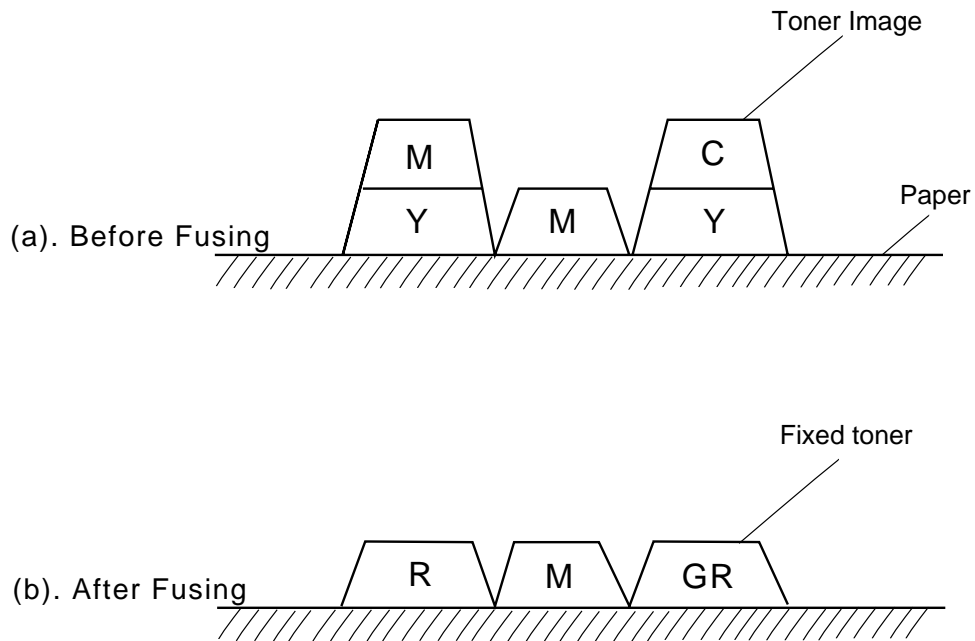 Toner Image
M
C
Paper
Y
M
Y
(a). Before Fusing
Fixed toner
R
M
GR
(b). After Fusing